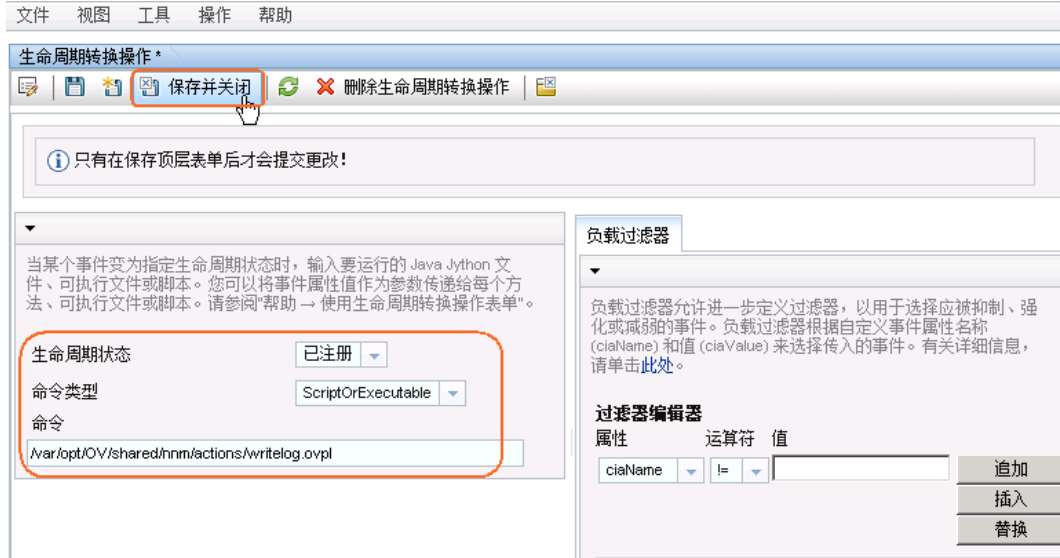 文件 视图 工具 操作 帮助
生命周期转换操作 *
保存并关闭 删除生命周期转换操作
只有在保存顶层表单后才会提交更改!
当某个事件变为指定生命周期状态时，输入要运行的 Java Jython 文
件、可执行文件或脚本。您可以将事件属性值作为参数传递给每个方
法、可执行文件或脚本。请参阅"帮助 → 使用生命周期转换操作表单"。
生命周期状态 已注册
命令类型 ScriptOrExecutable
命令
/var/opt/OV/shared/nnm/actions/writelog.ovpl
负载过滤器
负载过滤器允许进一步定义过滤器，以用于选择应被抑制、强
化或减弱的事件。负载过滤器根据自定义事件属性名称
(ciaName) 和值 (ciaValue) 来选择传入的事件。有关详细信息，
请单击此处。
过滤器编辑器
属性 运算符 值
ciaName != 追加
插入
替换